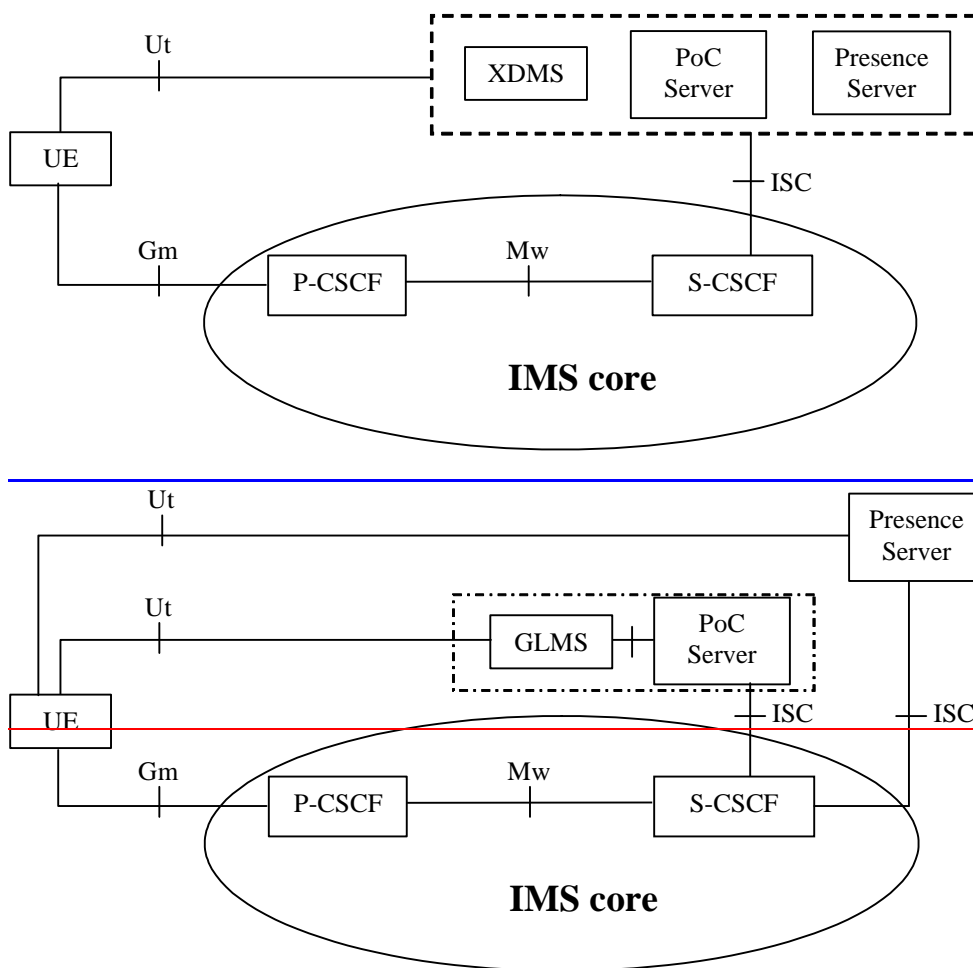 Ut
XDMS
PoC
Server
Presence
Server
UE
ISC
Gm
Mw
P-CSCF
S-CSCF
IMS core
Ut
Presence
Server
Ut
GLMS
PoC
Server
UE
ISC
ISC
Gm
Mw
P-CSCF
S-CSCF
IMS core